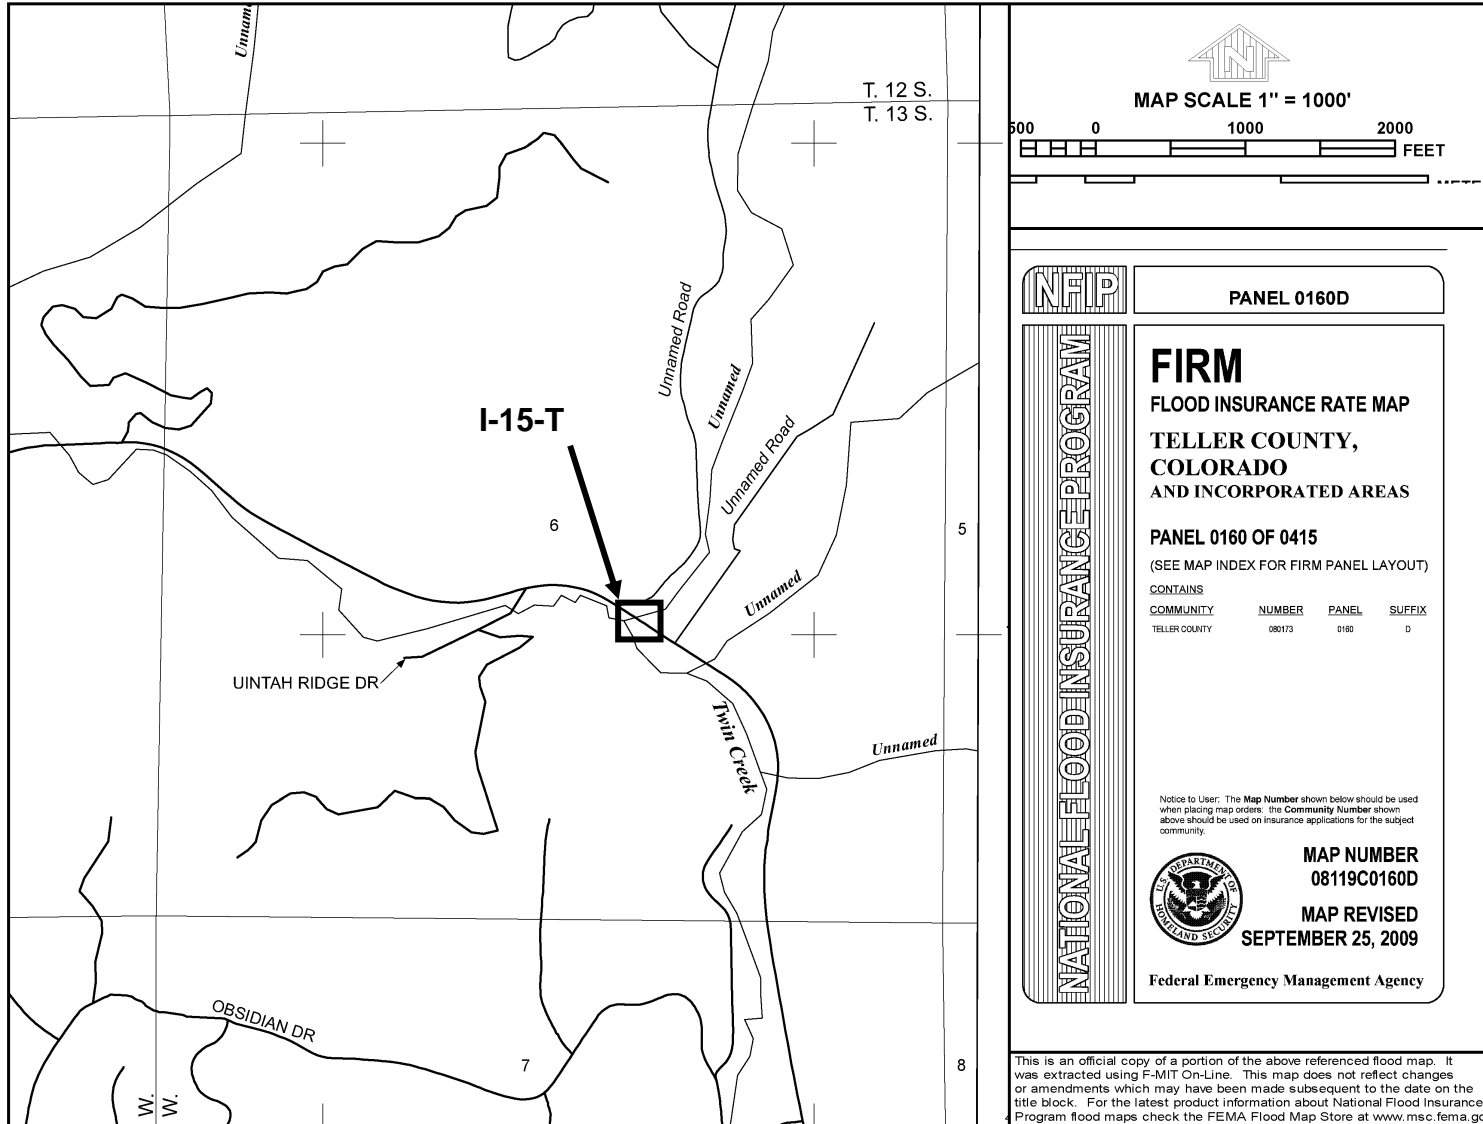 Unnamed
T. 12 S.
T. 13 S.
Unnamed Road
Unnamed
Unnamed Road
I-15-T
6
5
Unnamed
UINTAH RIDGE DR
Twin Creek
Unnamed
OBSIDIAN DR
7
8
W.
W.
N
MAP SCALE 1" = 1000'
500 0 1000 2000
FEET
NFIP
PANEL 0160D
NATIONAL FLOOD INSURANCE PROGRAM
FIRM
FLOOD INSURANCE RATE MAP
TELLER COUNTY,
COLORADO
AND INCORPORATED AREAS
PANEL 0160 OF 0415
(SEE MAP INDEX FOR FIRM PANEL LAYOUT)
CONTAINS
COMMUNITY NUMBER PANEL SUFFIX
TELLER COUNTY 080173 0160 D
Notice to User: The Map Number shown below should be used
when placing map orders: the Community Number shown
above should be used on insurance applications for the subject
community.
U.S. DEPARTMENT OF
HOMELAND SECURITY
MAP NUMBER
08119C0160D
MAP REVISED
SEPTEMBER 25, 2009
Federal Emergency Management Agency
This is an official copy of a portion of the above referenced flood map. It
was extracted using F-MIT On-Line. This map does not reflect changes
or amendments which may have been made subsequent to the date on the
title block. For the latest product information about National Flood Insurance
Program flood maps check the FEMA Flood Map Store at www.msc.fema.go